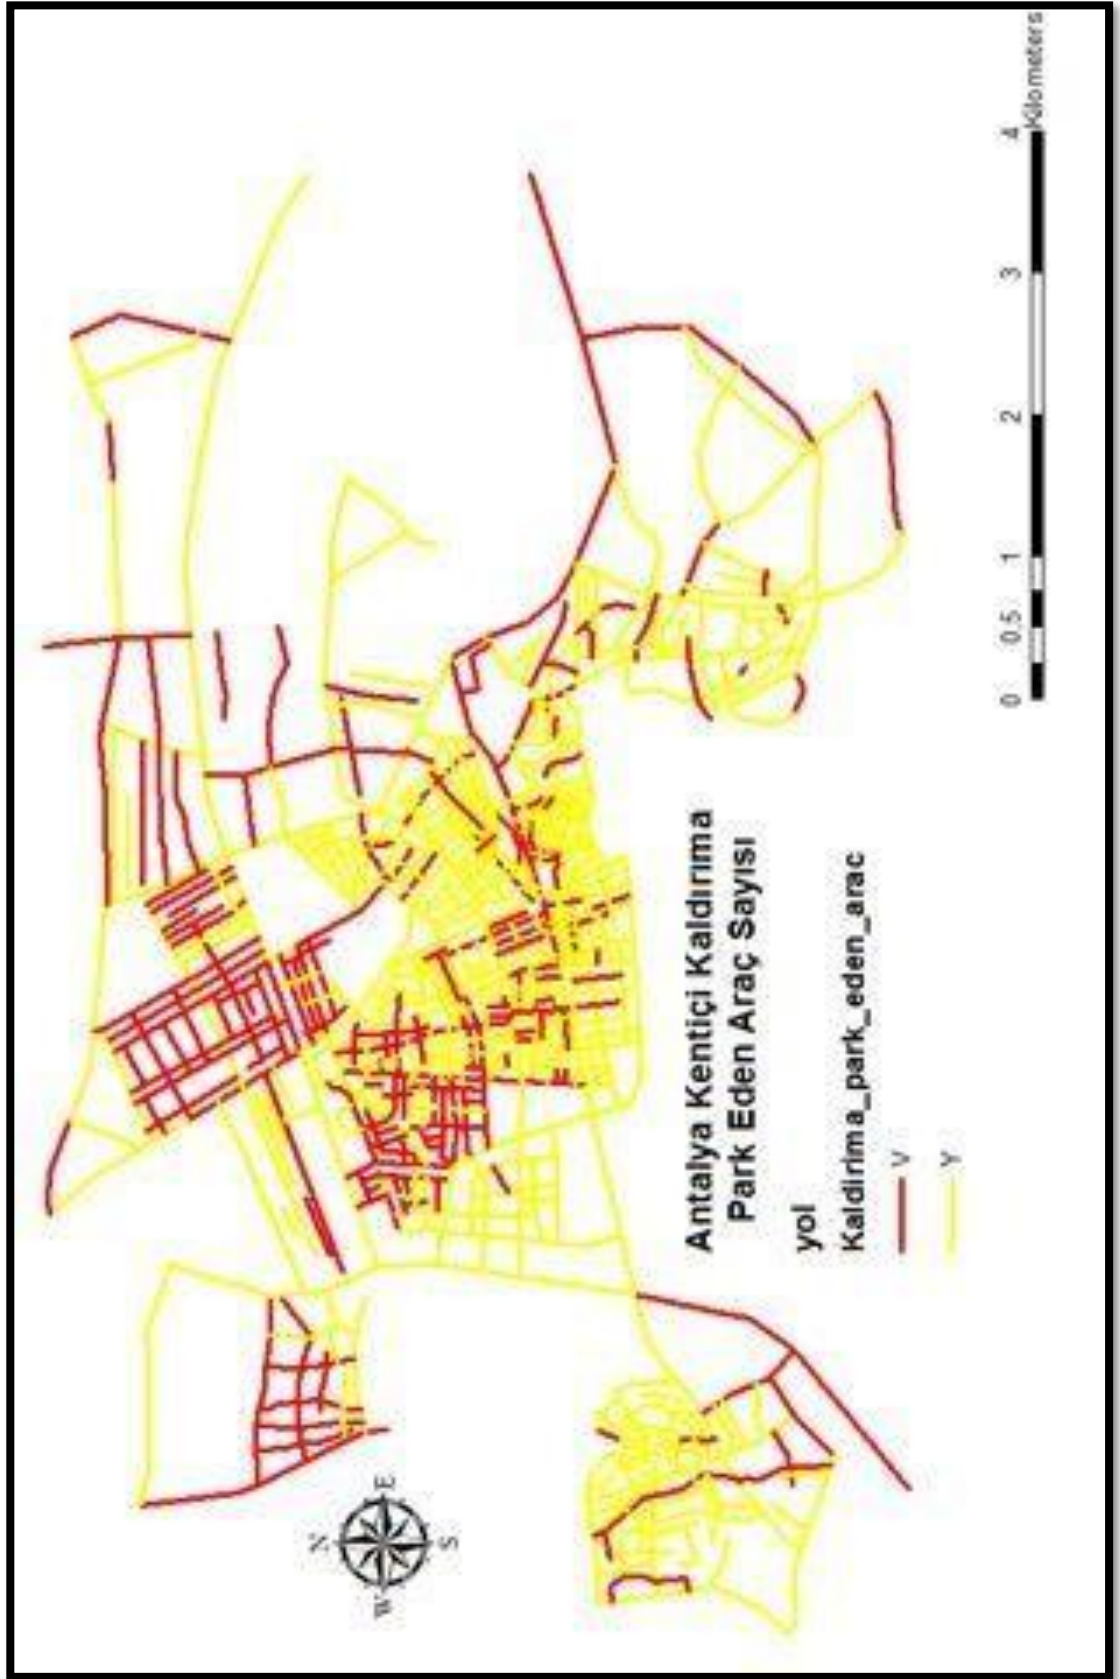 N
W
E
S
Antalya Kentiçi Kaldırıma
Park Eden Araç Sayısı
yol
Kaldirima_park_eden_arac
V
Y
0 0.5 1 2 3 4
Kilometers